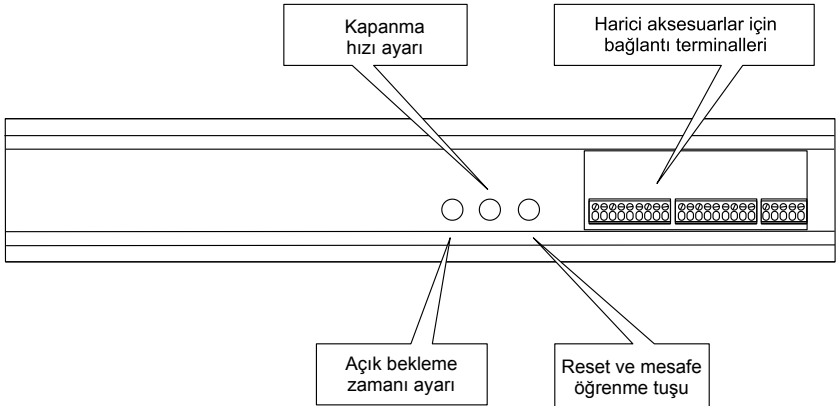 Kapanma
hızı ayarı
Harici aksesuarlar için
bağlantı terminalleri
Açık bekleme
zamanı ayarı
Reset ve mesafe
öğrenme tuşu